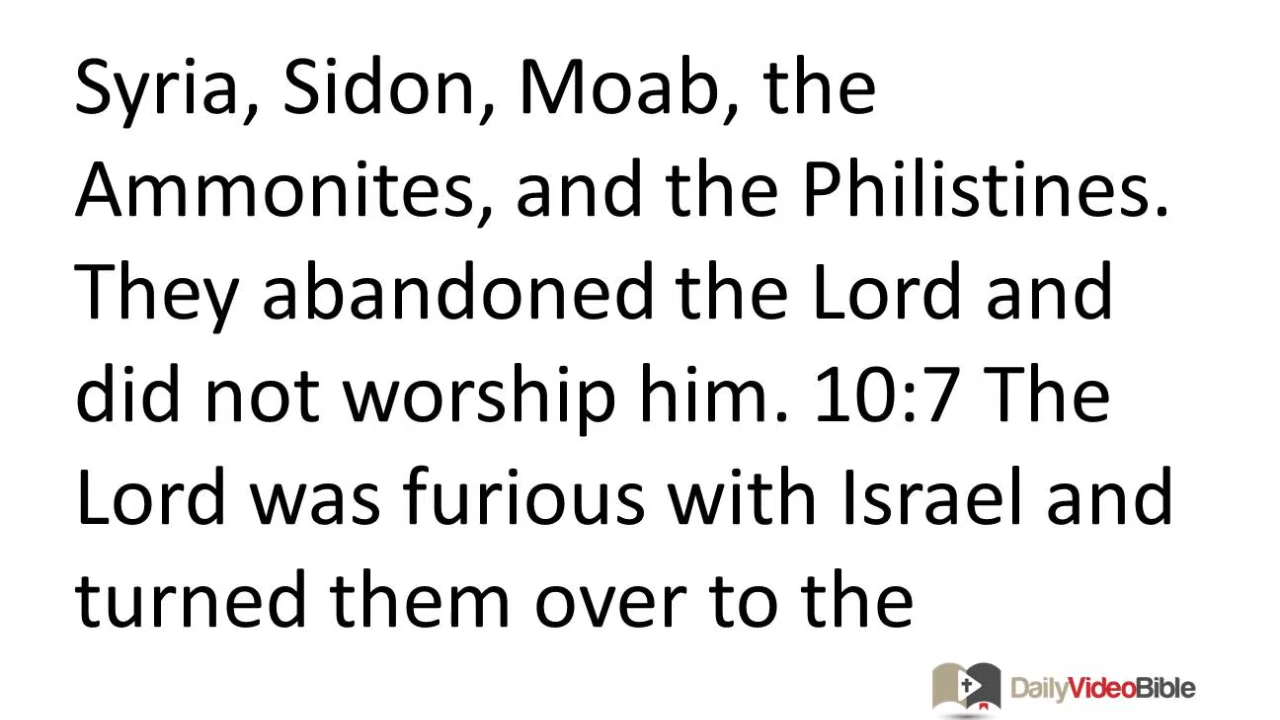 Syria, Sidon, Moab, the
Ammonites, and the Philistines.
They abandoned the Lord and
did not worship him. 10:7 The
Lord was furious with Israel and
turned them over to the
DailyVideoBible